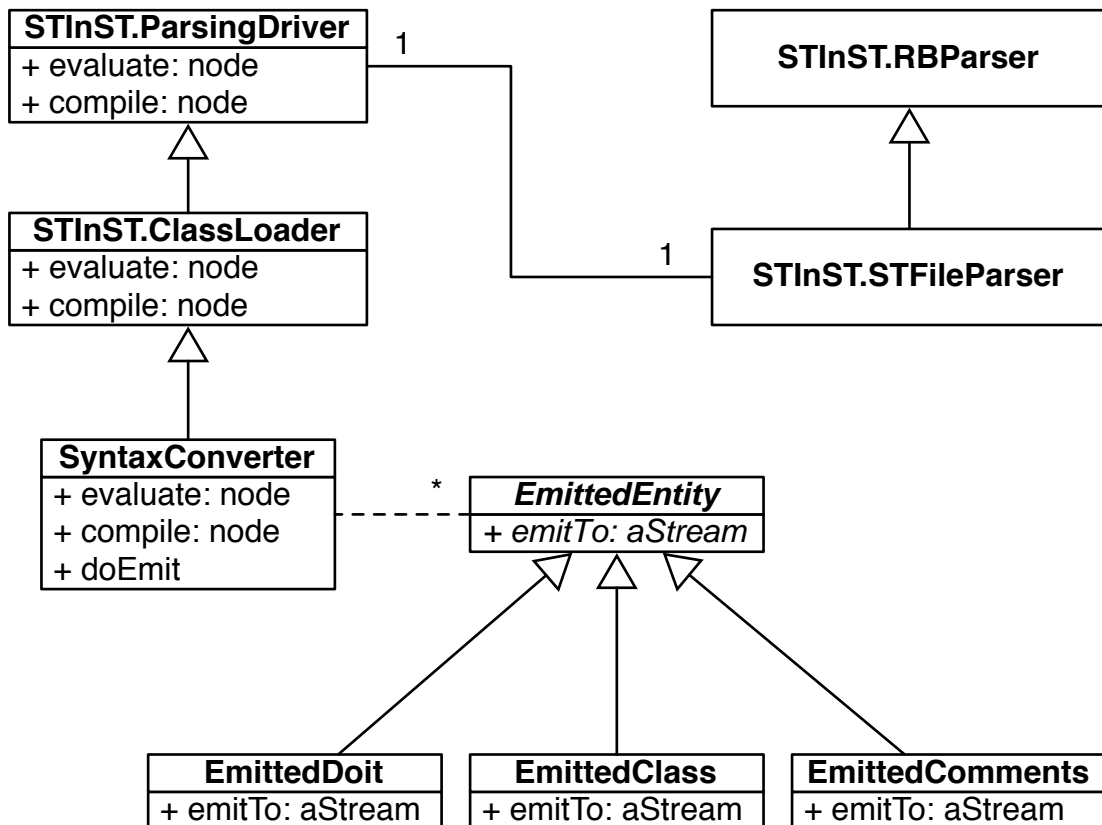 STInST.ParsingDriver
+ evaluate: node
+ compile: node
1
STInST.RBParser
STInST.ClassLoader
+ evaluate: node
+ compile: node
1
STInST.STFileParser
SyntaxConverter
+ evaluate: node
+ compile: node
+ doEmit
*
EmittedEntity
+ emitTo: aStream
EmittedDoit
+ emitTo: aStream
EmittedClass
+ emitTo: aStream
EmittedComments
+ emitTo: aStream